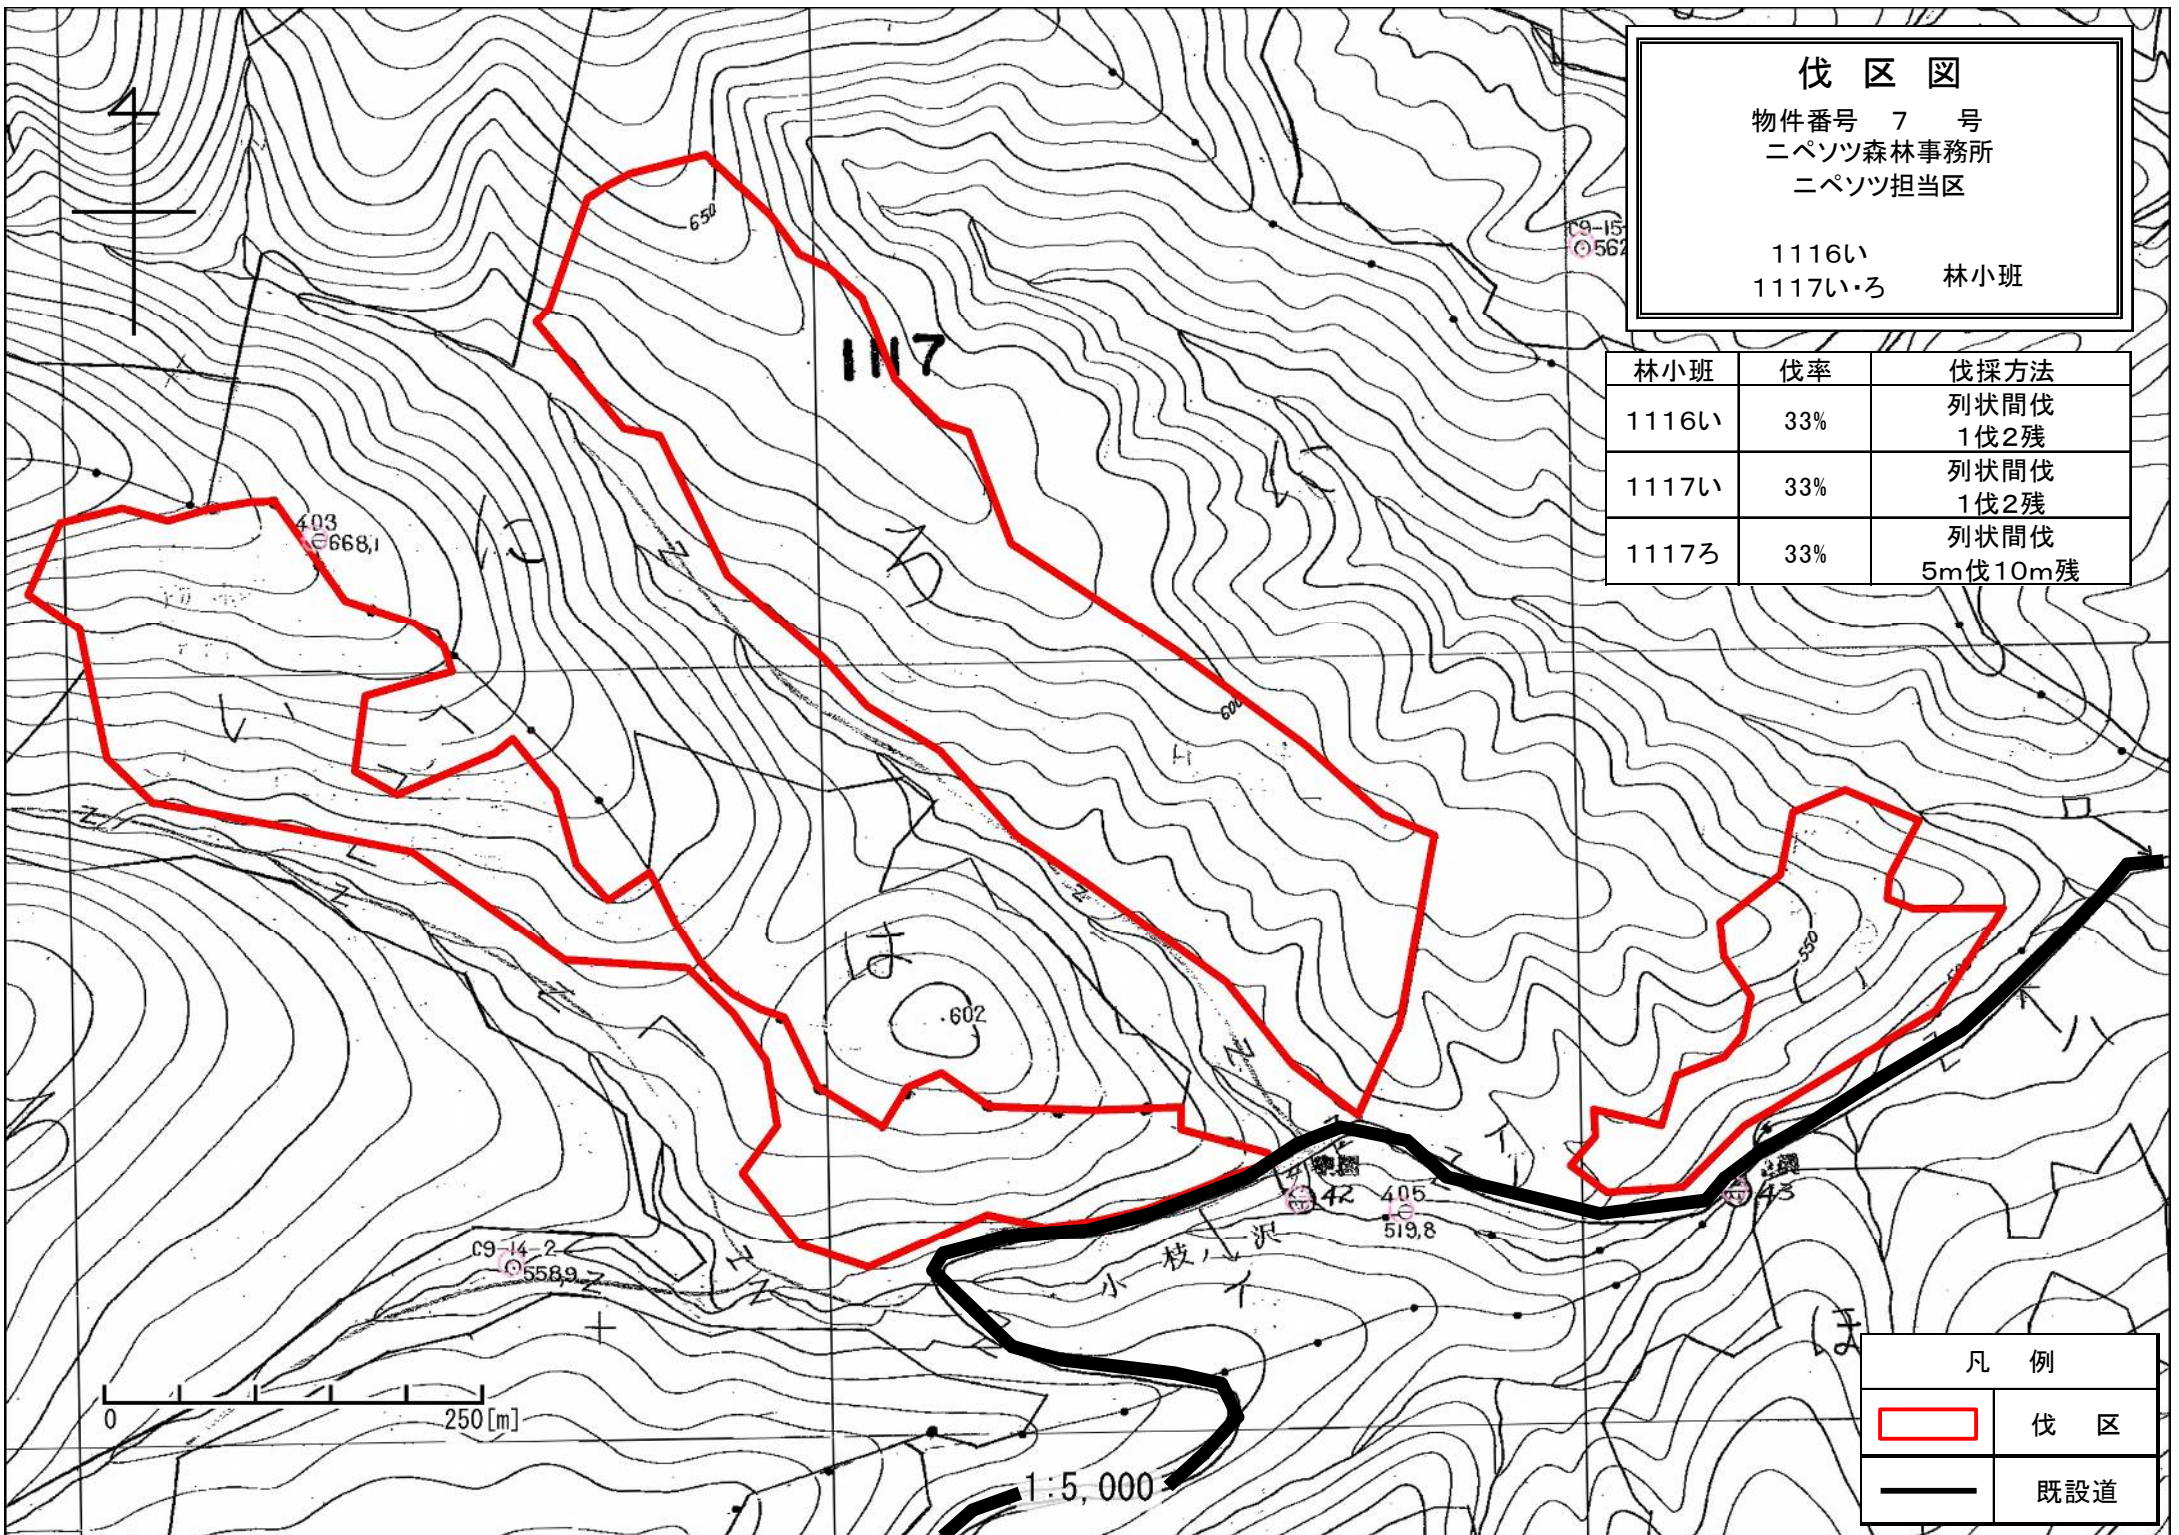 伐 区 図
物件番号 7 号
ニペソツ森林事務所
ニペソツ担当区
1116い
1117い・ろ 林小班
林小班 伐率 伐採方法
1116い 33% 列状間伐
1伐2残
1117い 33% 列状間伐
1伐2残
1117ろ 33% 列状間伐
5m伐10m残
C9-15
562
650
1117
403
668,1
に
い
ろ
い
600
ロ
は
.602
550
イ
ハ
42
405
519,8
43
小枝ノ沢
イ
C9-14-2
558,9
は
0 250[m]
1:5,000
凡 例
伐 区
既設道